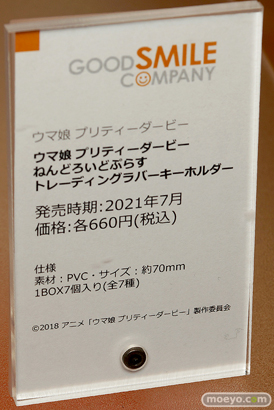 GOODSMILE
COMPANY
ウマ娘 プリティーダービー
ウマ娘 プリティーダービー
ねんどろいどぷらす
トレーディングラバーキーホルダー
発売時期:2021年7月
価格:各660円(税込)
仕様
素材:PVC・サイズ:約70mm
1BOX7個入り(全7種)
©2018 アニメ「ウマ娘 プリティーダービー」製作委員会
moeyo.com